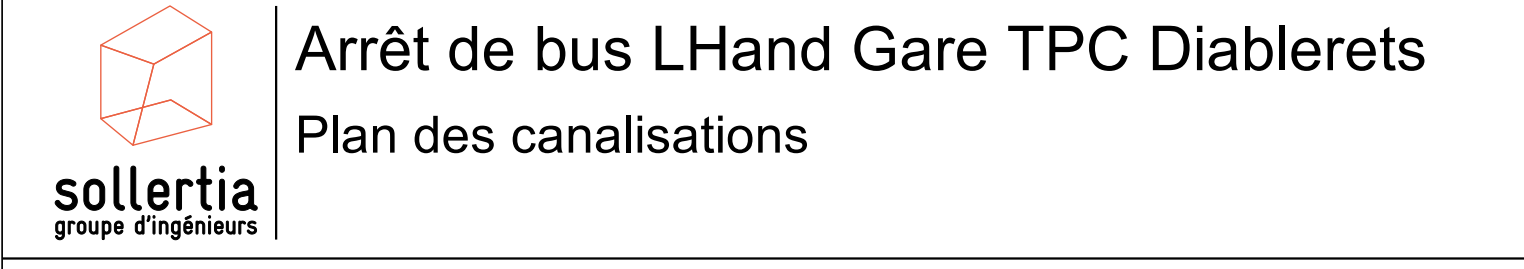 Arrêt de bus LHand Gare TPC Diablerets
Plan des canalisations
sollertia
groupe d'ingénieurs